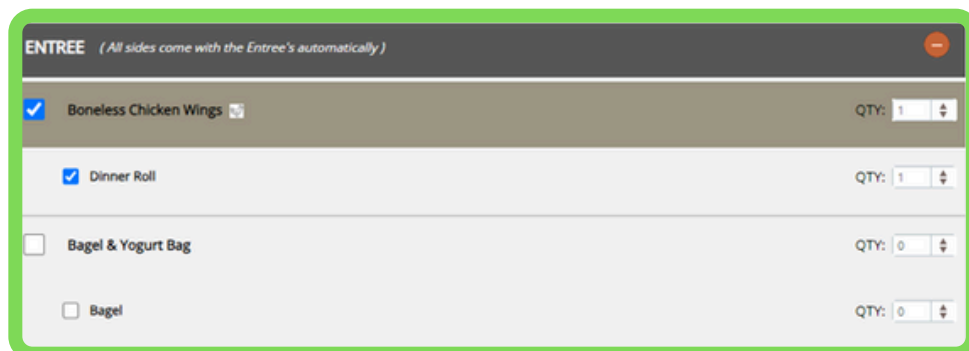 ENTREE (All sides come with the Entree's automatically)
Boneless Chicken Wings QTY: 1
Dinner Roll QTY: 1
Bagel & Yogurt Bag QTY: 0
Bagel QTY: 0